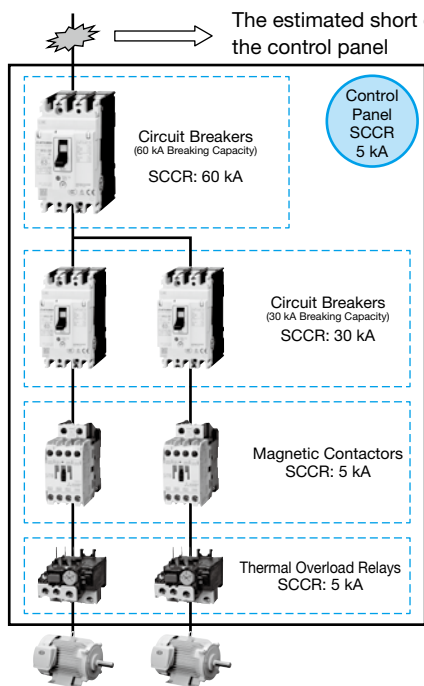 The estimated short
the control panel
Control
Panel
SCCR
5 kA
Circuit Breakers
(60 kA Breaking Capacity)
SCCR: 60 kA
Circuit Breakers
(30 kA Breaking Capacity)
SCCR: 30 kA
Magnetic Contactors
SCCR: 5 kA
Thermal Overload Relays
SCCR: 5 kA